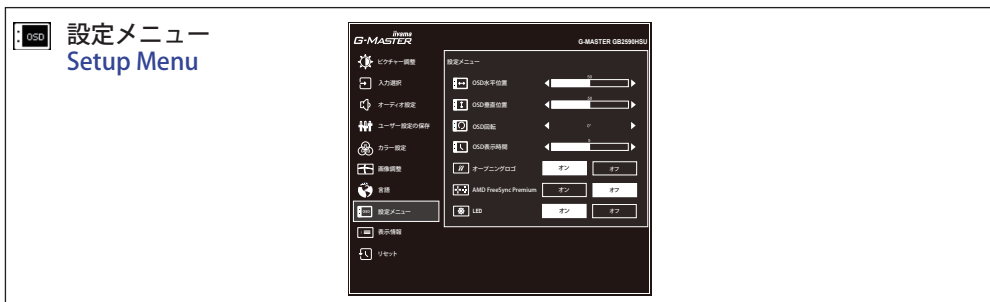 OSD
設定メニュー
Setup Menu
iiyama
G-MASTER
G-MASTER GB2590HSU
ピクチャー調整
入力選択
オーディオ設定
ユーザー設定の保存
カラー設定
画像調整
言語
設定メニュー
表示情報
リセット
設定メニュー
OSD水平位置
OSD垂直位置
OSD回転
0°
OSD表示時間
オープニングロゴ オン オフ
AMD FreeSync Premium オン オフ
LED オン オフ